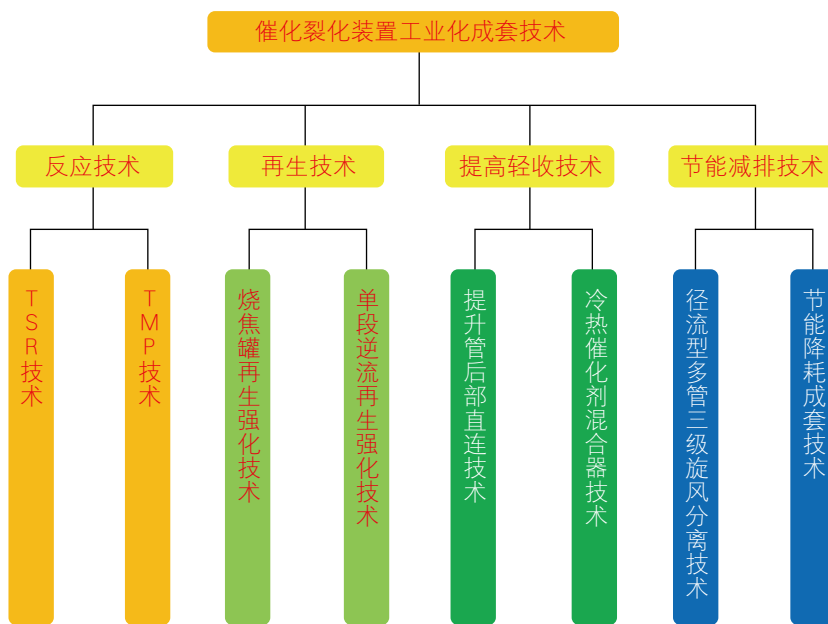 催化裂化装置工业化成套技术
反应技术
再生技术
提高轻收技术
节能减排技术
TSR技术
TMP技术
烧焦罐再生强化技术
单段逆流再生强化技术
提升管后部直连技术
冷热催化剂混合器技术
径流型多管三级旋风分离技术
节能降耗成套技术